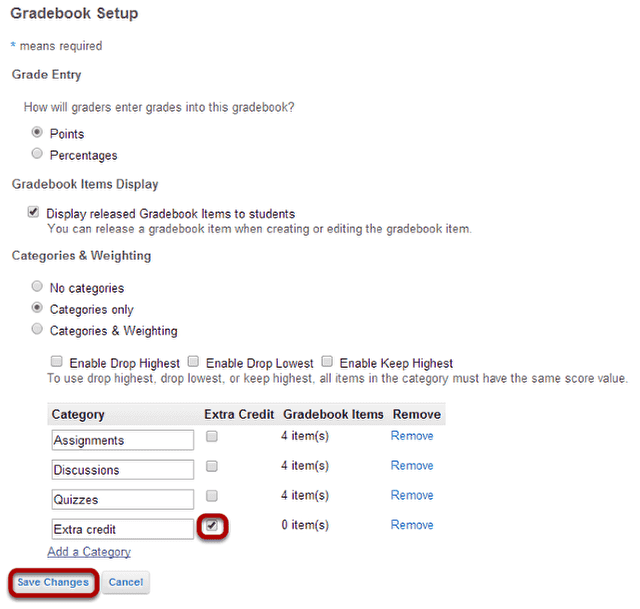 Gradebook Setup
* means required
Grade Entry
How will graders enter grades into this gradebook?
Points
Percentages
Gradebook Items Display
Display released Gradebook Items to students
You can release a gradebook item when creating or editing the gradebook item.
Categories & Weighting
No categories
Categories only
Categories & Weighting
Enable Drop Highest Enable Drop Lowest Enable Keep Highest
To use drop highest, drop lowest, or keep highest, all items in the category must have the same score value.
Category Extra Credit Gradebook Items Remove
Assignments 4 item(s) Remove
Discussions 4 item(s) Remove
Quizzes 4 item(s) Remove
Extra credit 0 item(s) Remove
Add a Category
Save Changes Cancel